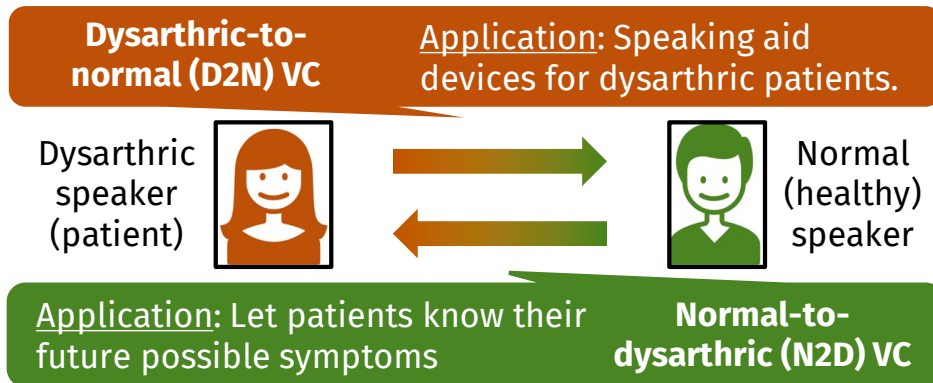 Dysarthric-to-
normal (D2N) VC
Application: Speaking aid
devices for dysarthric patients.
Dysarthric
speaker
(patient)
Normal
(healthy)
speaker
Application: Let patients know their
future possible symptoms
Normal-to-
dysarthric (N2D) VC